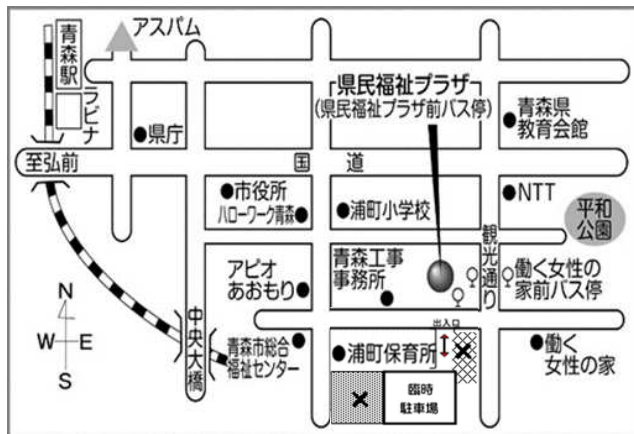 アスパム
青森駅
ラビナ
県庁
至弘前
国道
県民福祉プラザ
(県民福祉プラザ前バス停)
青森県
教育会館
市役所
ハローワーク青森
浦町小学校
NTT
平和
公園
観光通り
アピオ
あおもり
青森工事
事務所
働く女性の
家前バス停
N
W E
S
中央大橋
青森市総合
福祉センター
出入口
浦町保育所
働く
女性の家
臨時
駐車場